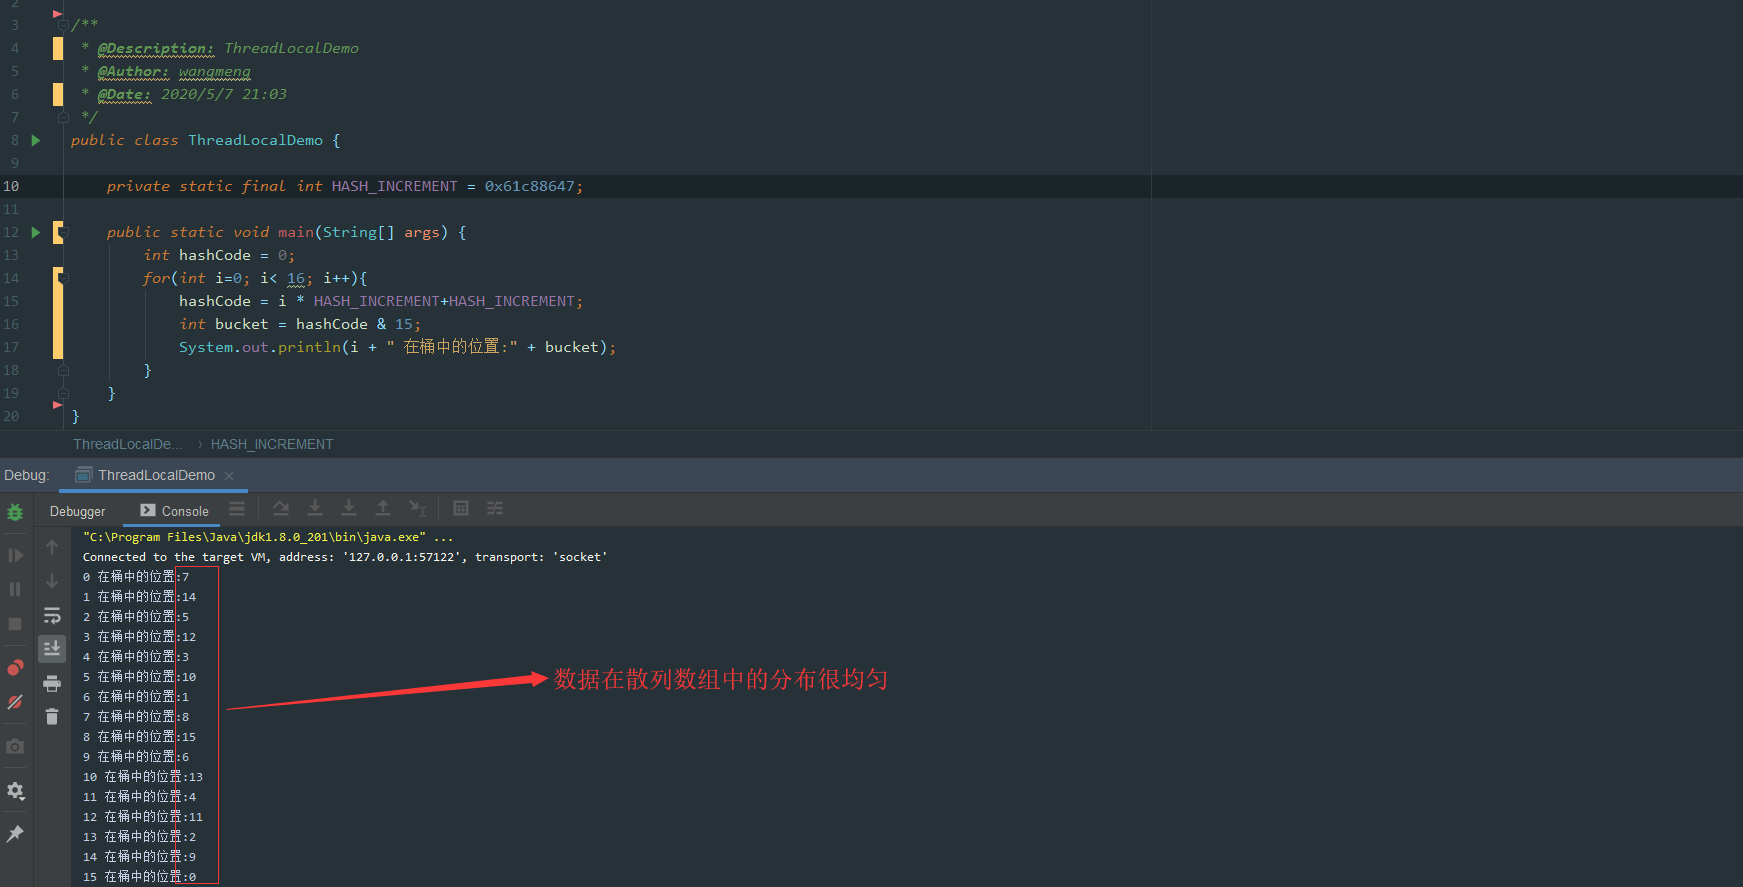 2
3 /**
4 * @Description: ThreadLocalDemo
5 * @Author: wangmeng
6 * @Date: 2020/5/7 21:03
7 */
8 public class ThreadLocalDemo {
9
10 private static final int HASH_INCREMENT = 0x61c88647;
11
12 public static void main(String[] args) {
13 int hashCode = 0;
14 for(int i=0; i< 16; i++){
15 hashCode = i * HASH_INCREMENT+HASH_INCREMENT;
16 int bucket = hashCode & 15;
17 System.out.println(i + " 在桶中的位置:" + bucket);
18 }
19 }
20 }
ThreadLocalDe... › HASH_INCREMENT
Debug: ThreadLocalDemo
Debugger Console
"C:\Program Files\Java\jdk1.8.0_201\bin\java.exe" ...
Connected to the target VM, address: '127.0.0.1:57122', transport: 'socket'
0 在桶中的位置:7
1 在桶中的位置:14
2 在桶中的位置:5
3 在桶中的位置:12
4 在桶中的位置:3
5 在桶中的位置:10
数据在散列数组中的分布很均匀
6 在桶中的位置:1
7 在桶中的位置:8
8 在桶中的位置:15
9 在桶中的位置:6
10 在桶中的位置:13
11 在桶中的位置:4
12 在桶中的位置:11
13 在桶中的位置:2
14 在桶中的位置:9
15 在桶中的位置:0